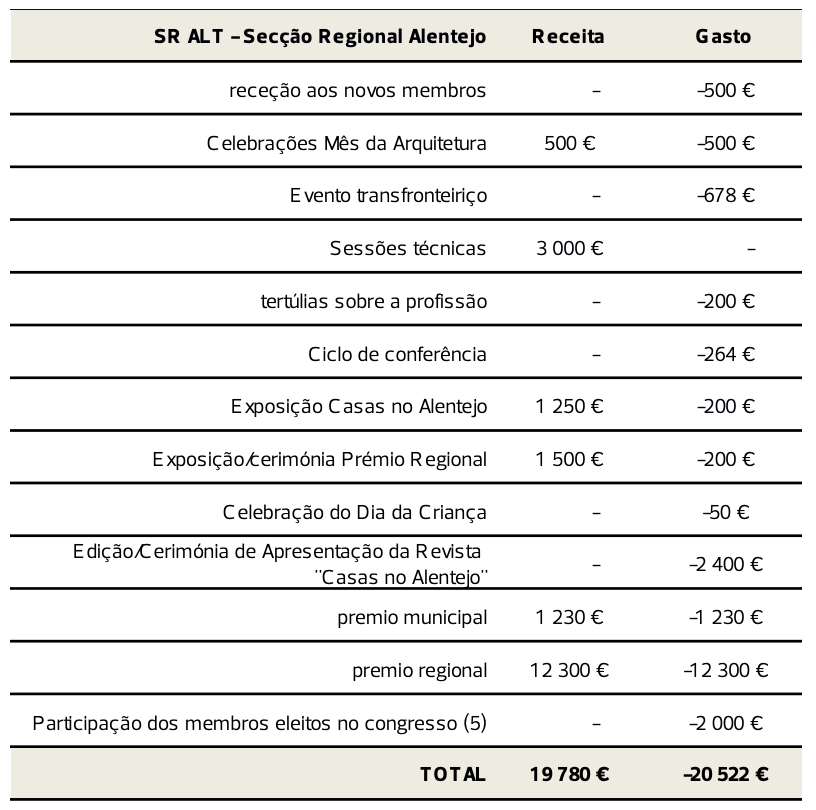 SR ALT – Secção Regional Alentejo Receita Gasto
receção aos novos membros – –500 €
Celebrações Mês da Arquitetura 500 € –500 €
Evento transfronteiriço – –678 €
Sessões técnicas 3 000 € –
tertúlias sobre a profissão – –200 €
Ciclo de conferência – –264 €
Exposição Casas no Alentejo 1 250 € –200 €
Exposição/cerimónia Prémio Regional 1 500 € –200 €
Celebração do Dia da Criança – –50 €
Edição/Cerimónia de Apresentação da Revista
"Casas no Alentejo" – –2 400 €
premio municipal 1 230 € –1 230 €
premio regional 12 300 € –12 300 €
Participação dos membros eleitos no congresso (5) – –2 000 €
TOTAL 19 780 € –20 522 €